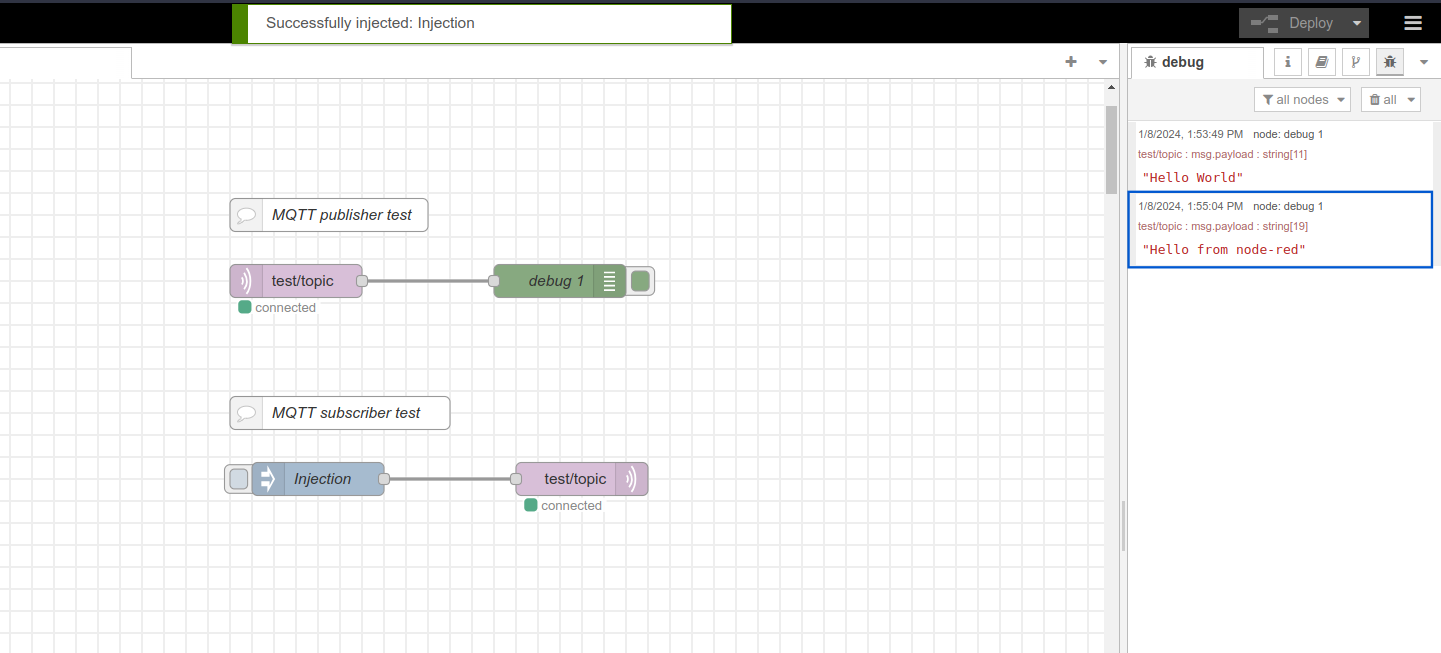 Successfully injected: Injection
Deploy
debug
i
all nodes
all
1/8/2024, 1:53:49 PM node: debug 1
test/topic : msg.payload : string[11]
"Hello World"
1/8/2024, 1:55:04 PM node: debug 1
test/topic : msg.payload : string[19]
"Hello from node-red"
MQTT publisher test
test/topic
debug 1
connected
MQTT subscriber test
Injection
test/topic
connected